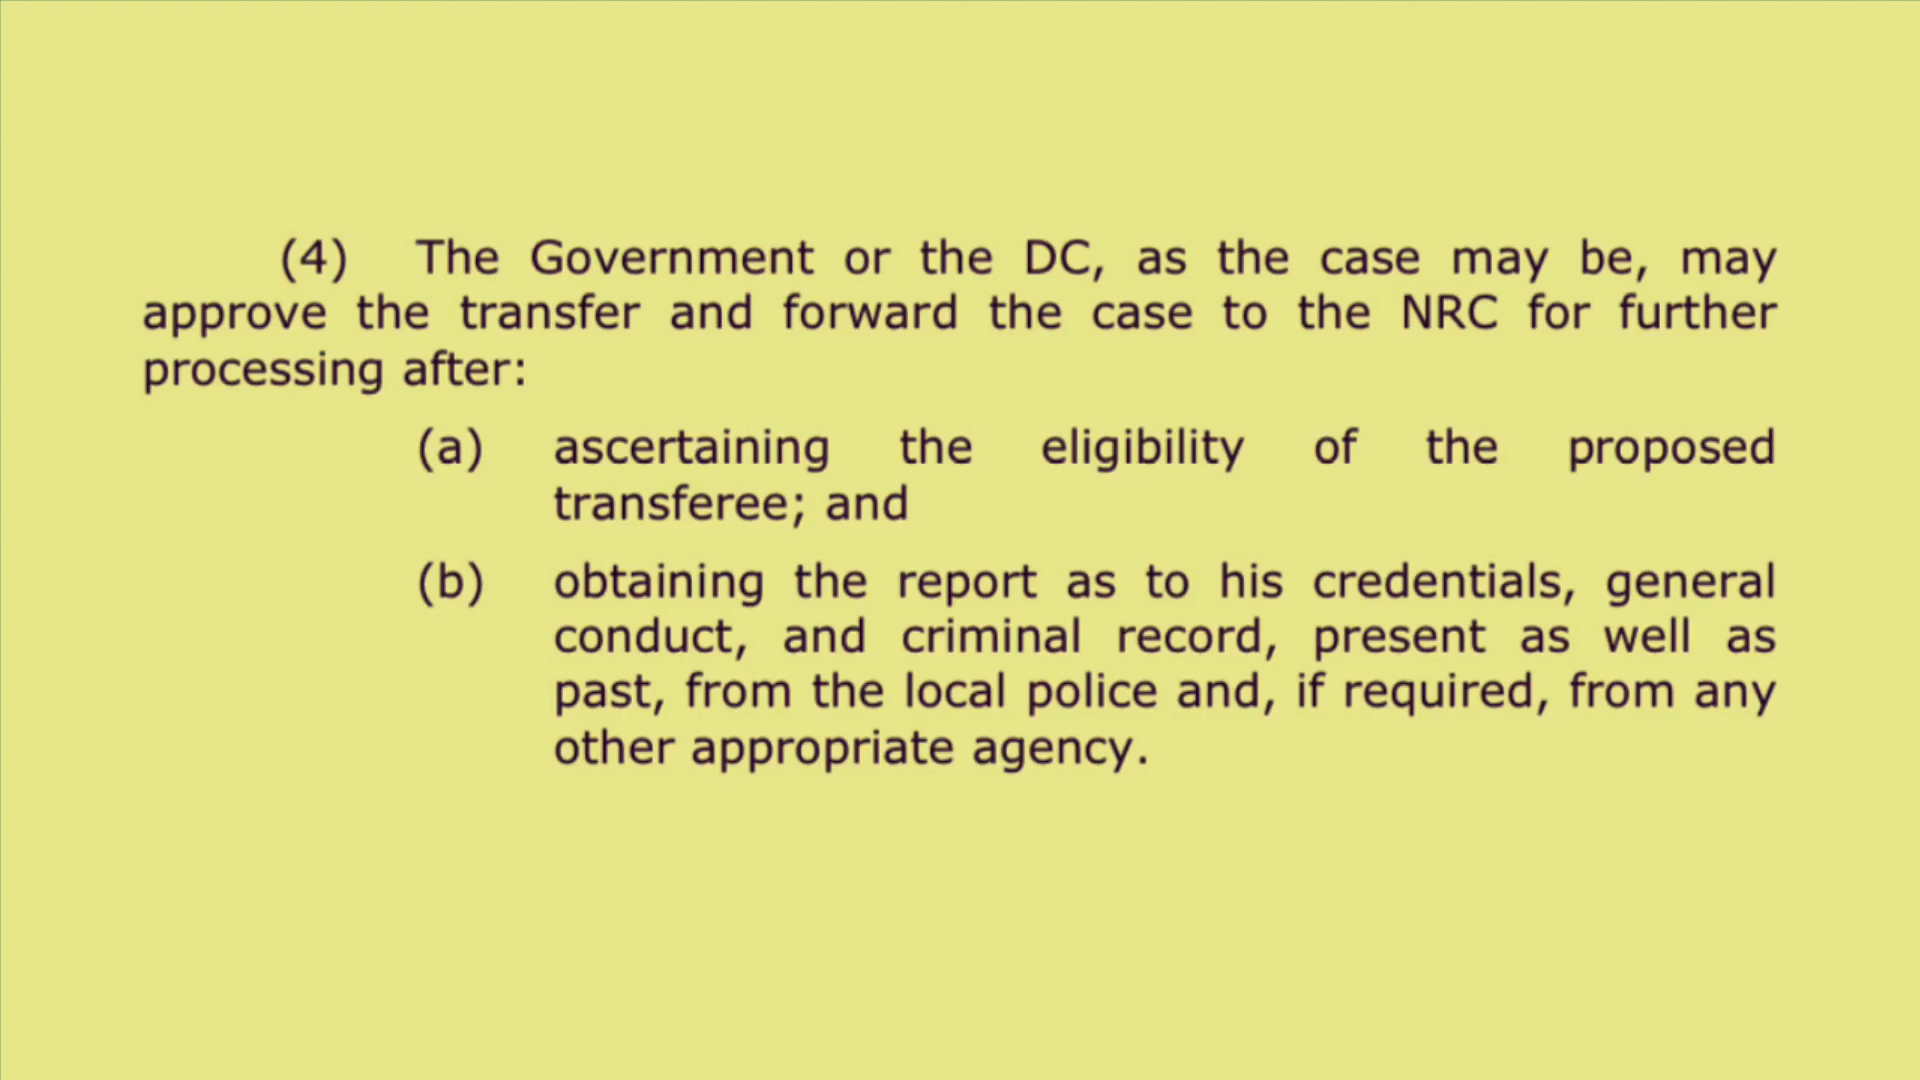 (4) The Government or the DC, as the case may be, may
approve the transfer and forward the case to the NRC for further
processing after:
(a) ascertaining the eligibility of the proposed
transferee; and
(b) obtaining the report as to his credentials, general
conduct, and criminal record, present as well as
past, from the local police and, if required, from any
other appropriate agency.